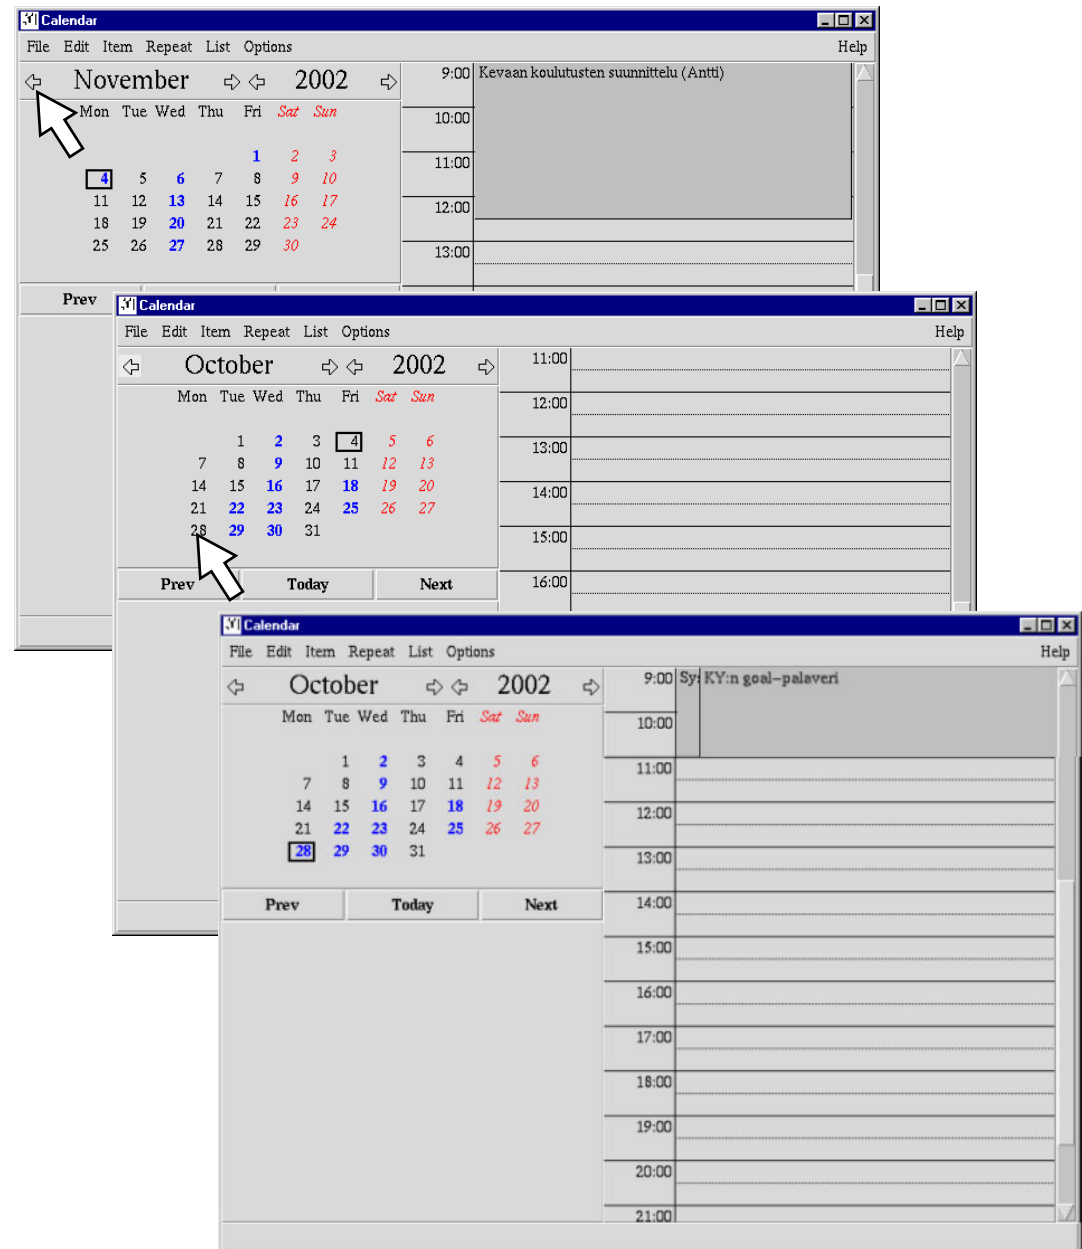 Calendar
File Edit Item Repeat List Options Help
November 2002
Mon Tue Wed Thu Fri Sat Sun
1 2 3
4 5 6 7 8 9 10
11 12 13 14 15 16 17
18 19 20 21 22 23 24
25 26 27 28 29 30
Prev
9:00 Kevaan koulutusten suunnittelu (Antti)
10:00
11:00
12:00
13:00
Calendar
File Edit Item Repeat List Options Help
October 2002
Mon Tue Wed Thu Fri Sat Sun
1 2 3 4 5 6
7 8 9 10 11 12 13
14 15 16 17 18 19 20
21 22 23 24 25 26 27
28 29 30 31
Prev Today Next
11:00
12:00
13:00
14:00
15:00
16:00
Calendar
File Edit Item Repeat List Options Help
October 2002
Mon Tue Wed Thu Fri Sat Sun
1 2 3 4 5 6
7 8 9 10 11 12 13
14 15 16 17 18 19 20
21 22 23 24 25 26 27
28 29 30 31
Prev Today Next
9:00 KY:n goal-palaveri
10:00
11:00
12:00
13:00
14:00
15:00
16:00
17:00
18:00
19:00
20:00
21:00